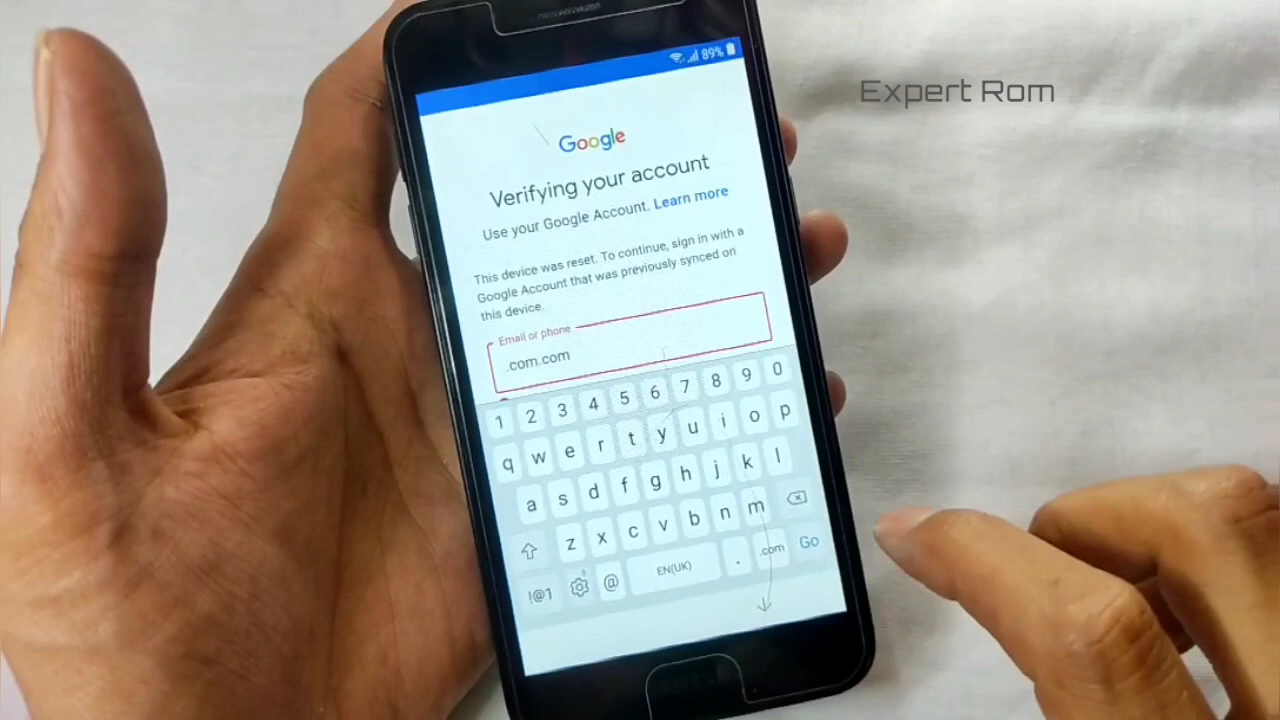 89%
Expert Rom
Google
Verifying your account
Use your Google Account. Learn more
This device was reset. To continue, sign in with a
Google Account that was previously synced on
this device.
Email or phone
.com.com
1 2 3 4 5 6 7 8 9 0
q w e r t y u i o p
a s d f g h j k l
z x c v b n m
!@1 @ EN(UK) . .com Go